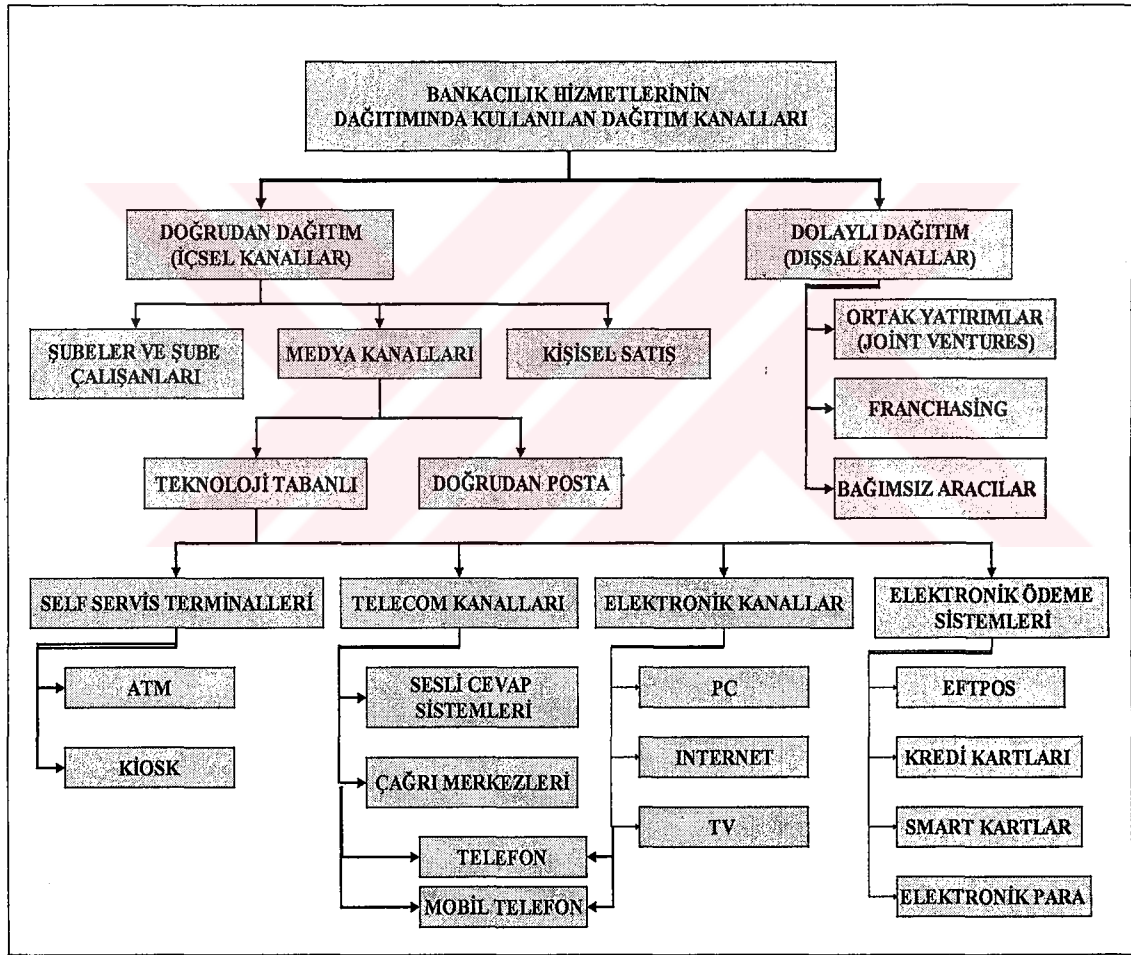 BANKACILIK HİZMETLERİNİN
DAĞITIMINDA KULLANILAN DAĞITIM KANALLARI
DOĞRUDAN DAĞITIM
(İÇSEL KANALLAR)
DOLAYLI DAĞITIM
(DIŞSAL KANALLAR)
ŞUBELER VE ŞUBE
ÇALIŞANLARI
MEDYA KANALLARI
KİŞİSEL SATIŞ
ORTAK YATIRIMLAR
(JOINT VENTURES)
FRANCHASİNG
BAĞIMSIZ ARACILAR
TEKNOLOJİ TABANLI
DOĞRUDAN POSTA
SELF SERVİS TERMİNALLERİ
TELECOM KANALLARI
ELEKTRONİK KANALLAR
ELEKTRONİK ÖDEME
SİSTEMLERİ
ATM
KİOSK
SESLİ CEVAP
SİSTEMLERİ
ÇAĞRI MERKEZLERİ
TELEFON
MOBİL TELEFON
PC
INTERNET
TV
EFTPOS
KREDİ KARTLARI
SMART KARTLAR
ELEKTRONİK PARA